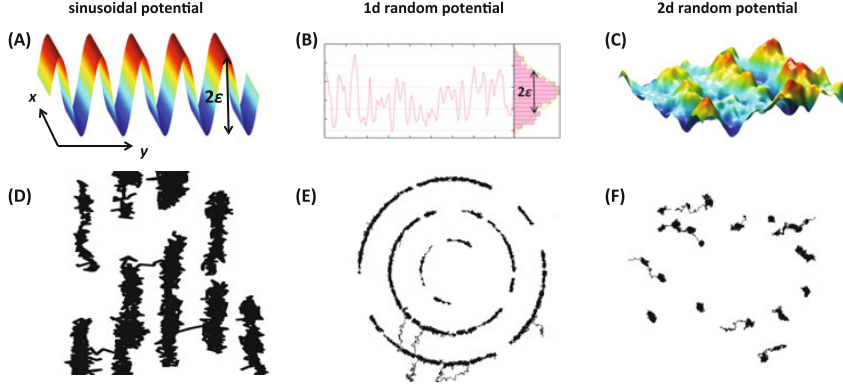 sinusoidal potential
1d random potential
2d random potential
(A)
(B)
(C)
2ε
2ε
x
y
(D)
(E)
(F)